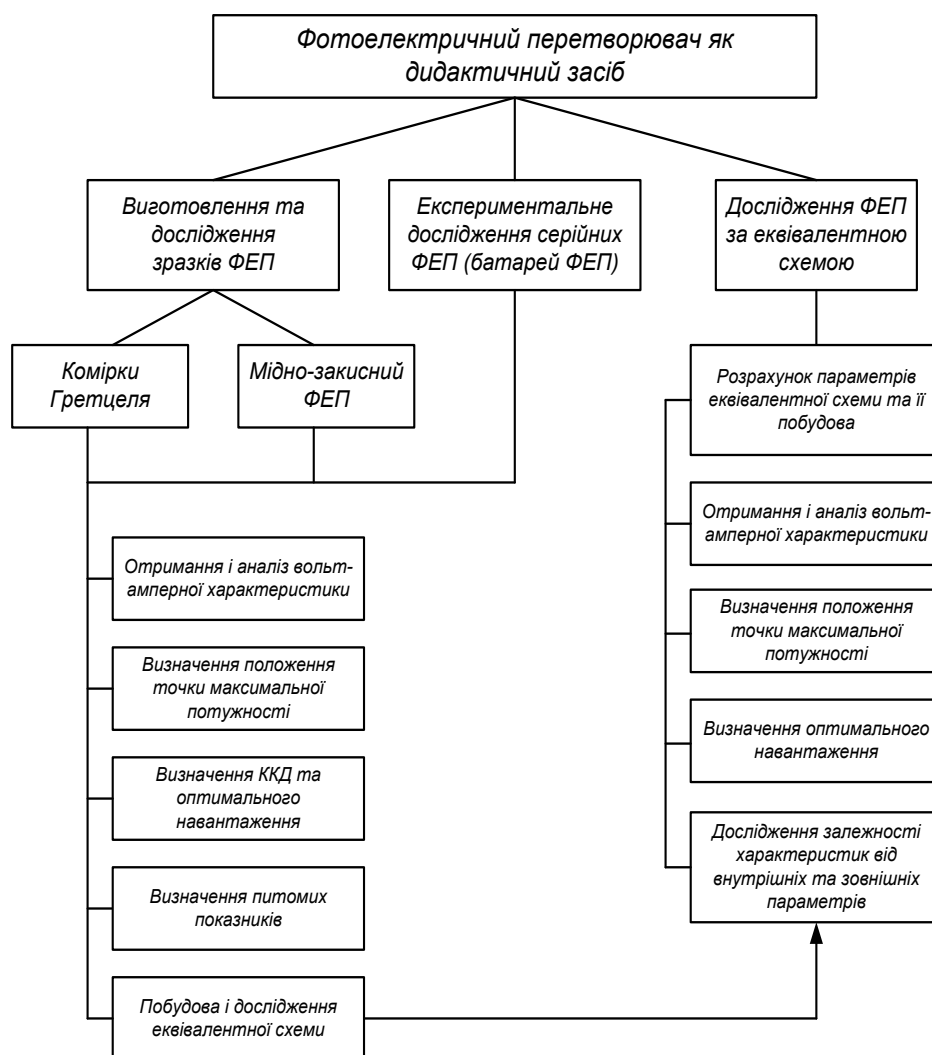 Фотоелектричний перетворювач як
дидактичний засіб
Виготовлення та
дослідження
зразків ФЕП
Експериментальне
дослідження серійних
ФЕП (батарей ФЕП)
Дослідження ФЕП
за еквівалентною
схемою
Комірки
Гретцеля
Мідно-закисний
ФЕП
Розрахунок параметрів
еквівалентної схеми та її
побудова
Отримання і аналіз вольт-
амперної характеристики
Визначення положення
точки максимальної
потужності
Визначення ККД та
оптимального
навантаження
Визначення питомих
показників
Побудова і дослідження
еквівалентної схеми
Отримання і аналіз вольт-
амперної характеристики
Визначення положення
точки максимальної
потужності
Визначення оптимального
навантаження
Дослідження залежності
характеристик від
внутрішніх та зовнішніх
параметрів